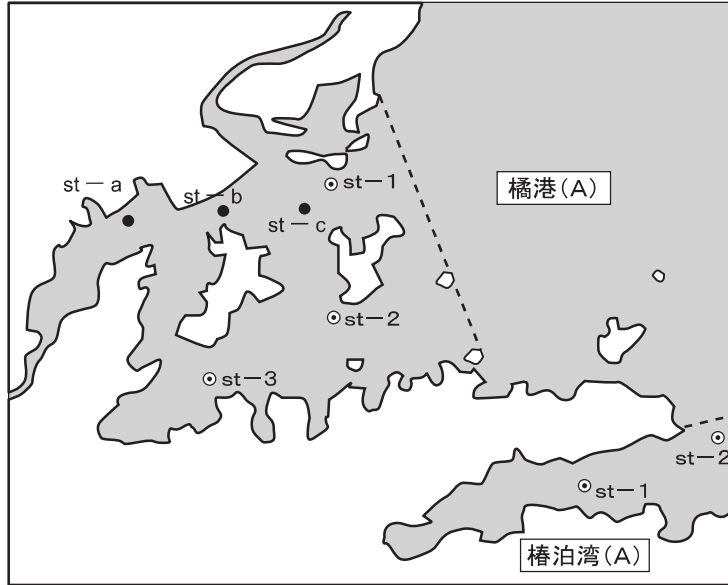 st－a
st－b
st－c
st－1
橘港（A）
st－2
st－3
st－2
st－1
椿泊湾（A）